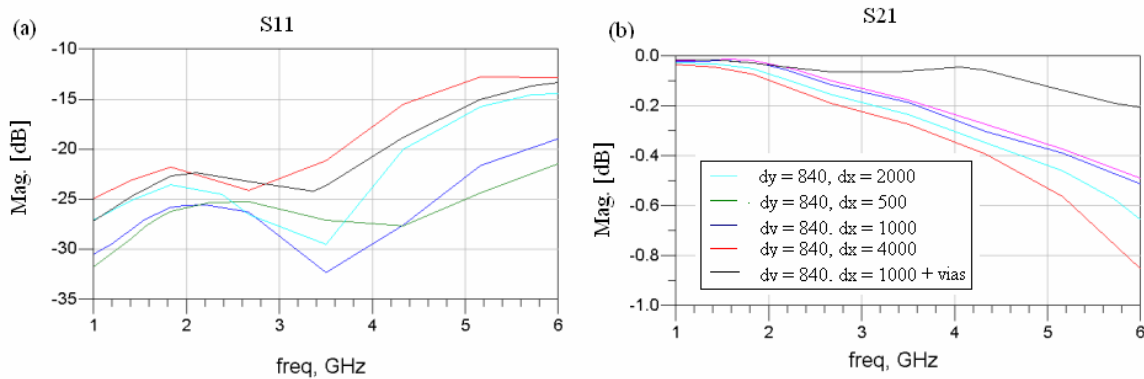 (a)
S11
-10
-15
-20
-25
-30
-35
Mag. [dB]
1 2 3 4 5 6
freq, GHz
(b)
S21
0.0
-0.2
-0.4
-0.6
-0.8
-1.0
Mag. [dB]
dy = 840, dx = 2000
dy = 840, dx = 500
dv = 840. dx = 1000
dy = 840, dx = 4000
dv = 840. dx = 1000 + vias
1 2 3 4 5 6
freq, GHz